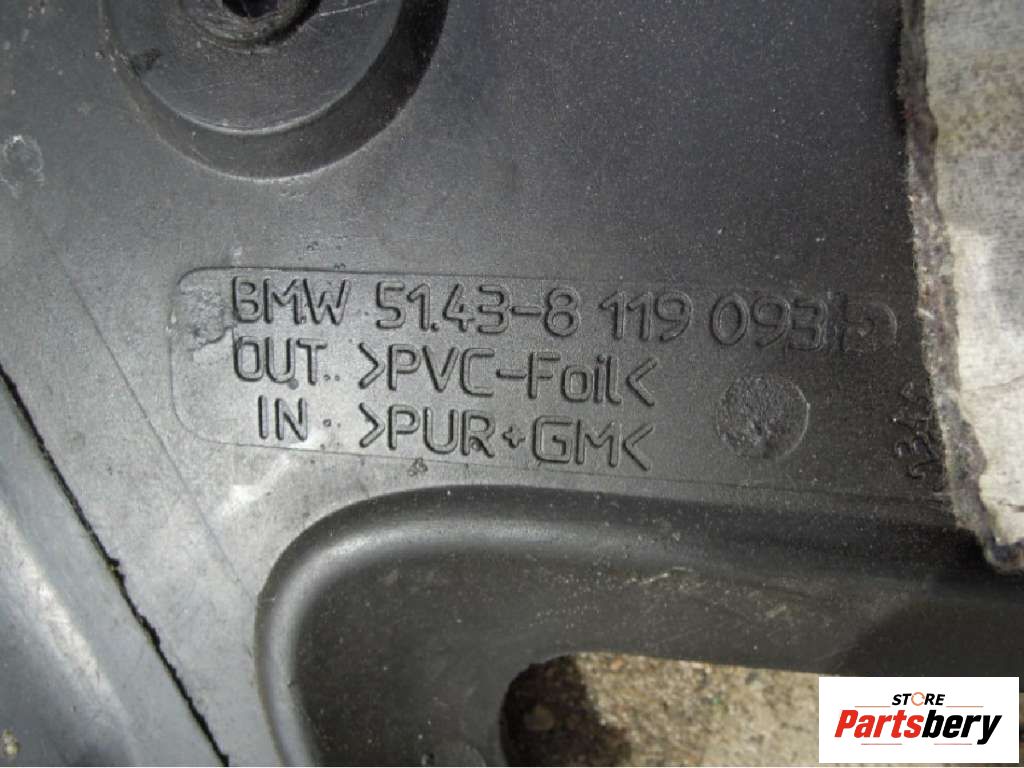 BMW 51.43-8 119 093
OUT.. >PVC-Foil<
IN .. >PUR+GM<
STORE
Partsbery